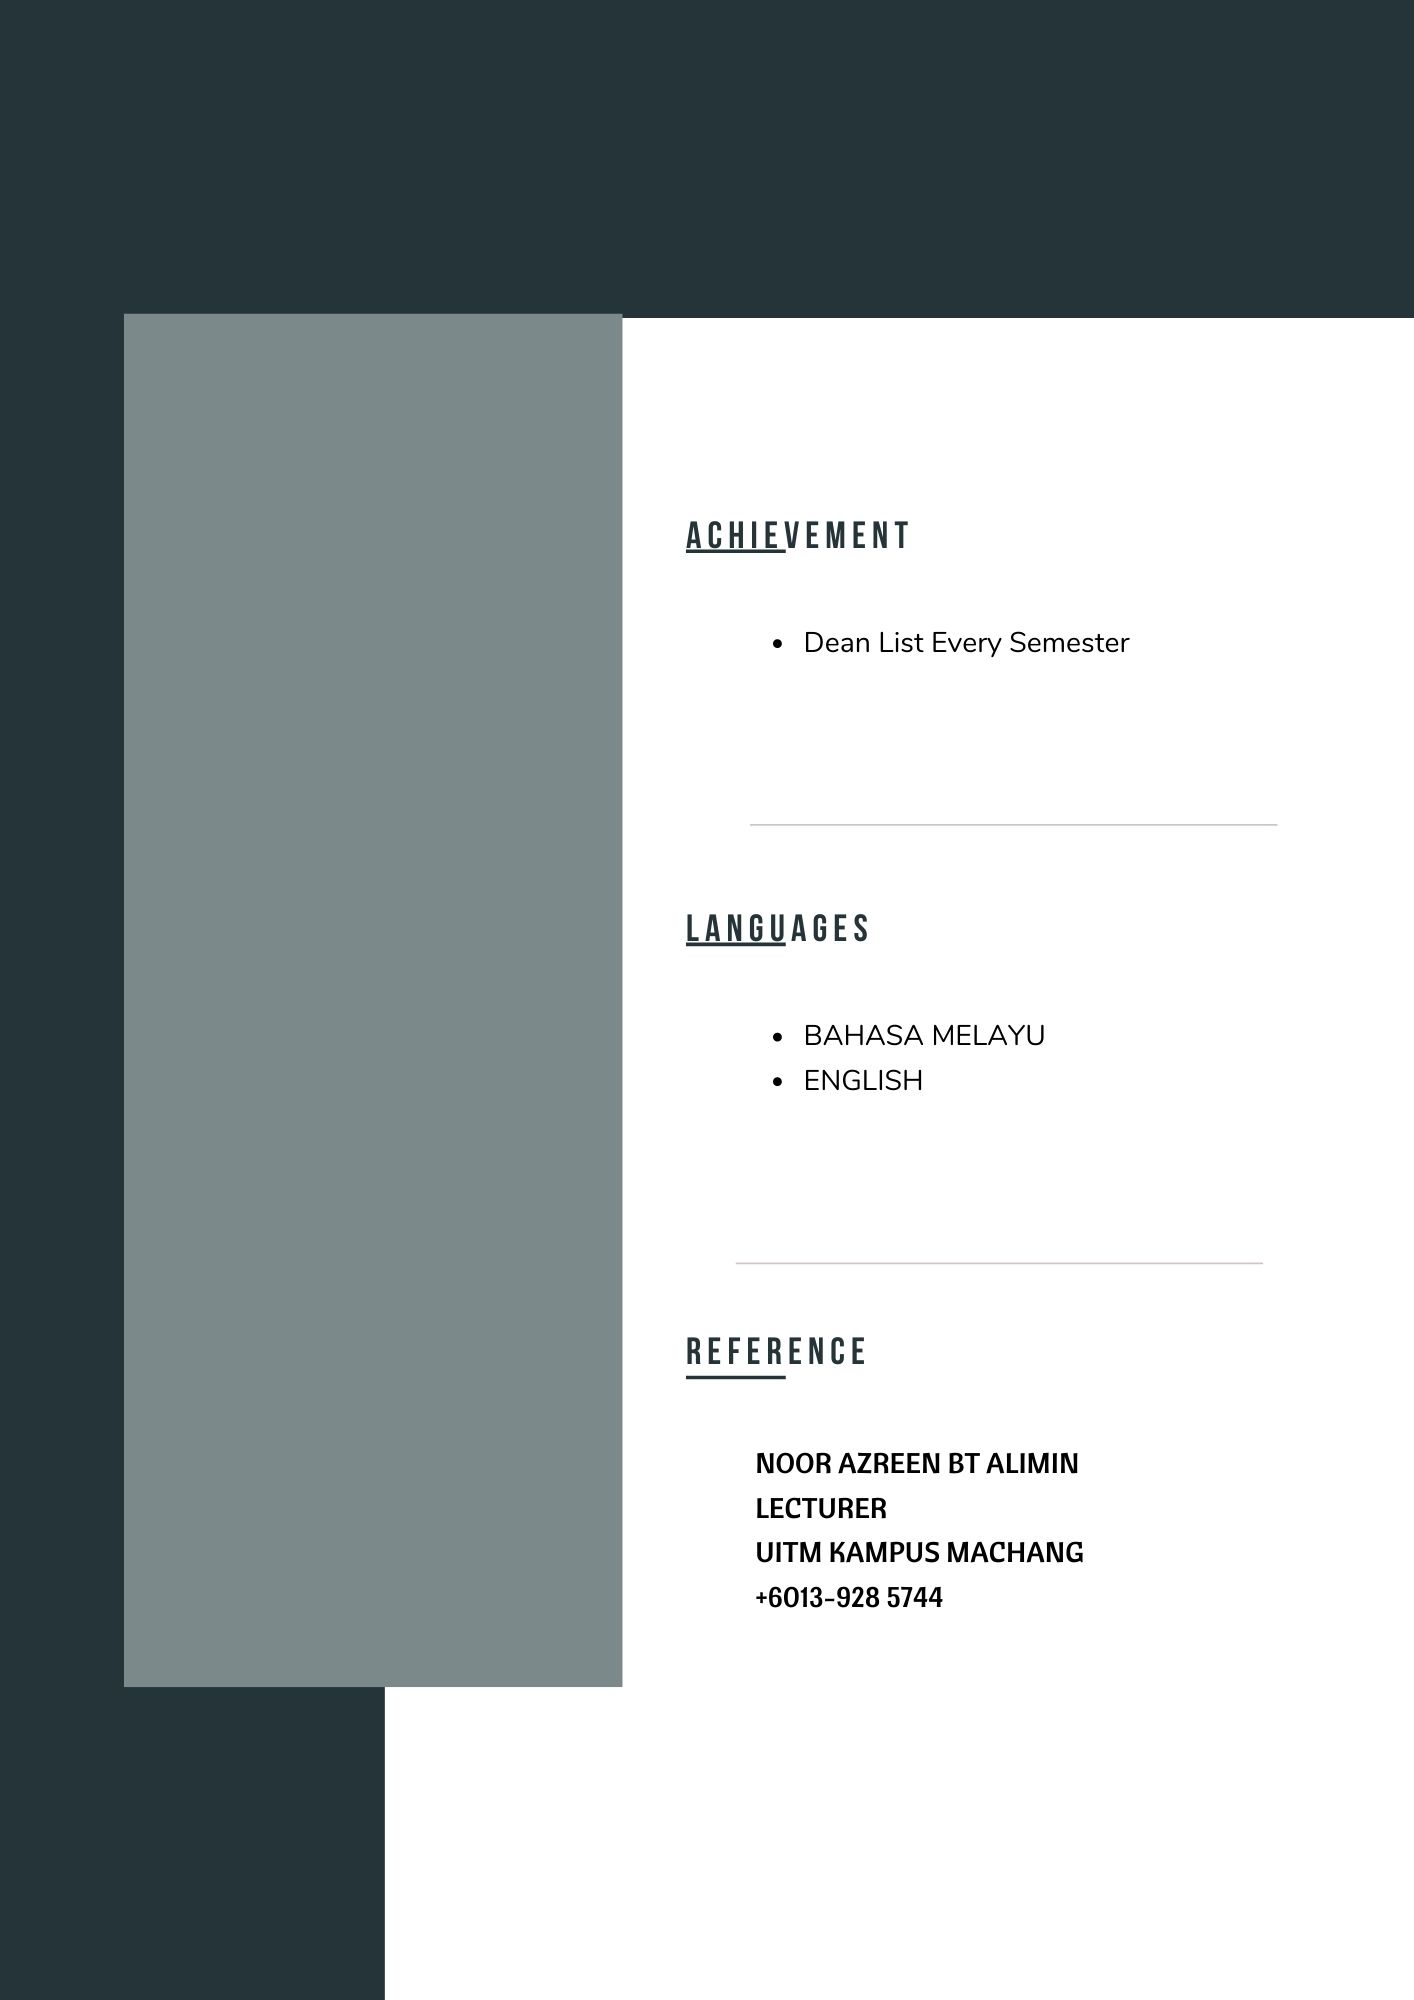 ACHIEVEMENT
• Dean List Every Semester
LANGUAGES
• BAHASA MELAYU
• ENGLISH
REFERENCE
NOOR AZREEN BT ALIMIN
LECTURER
UITM KAMPUS MACHANG
+6013-928 5744